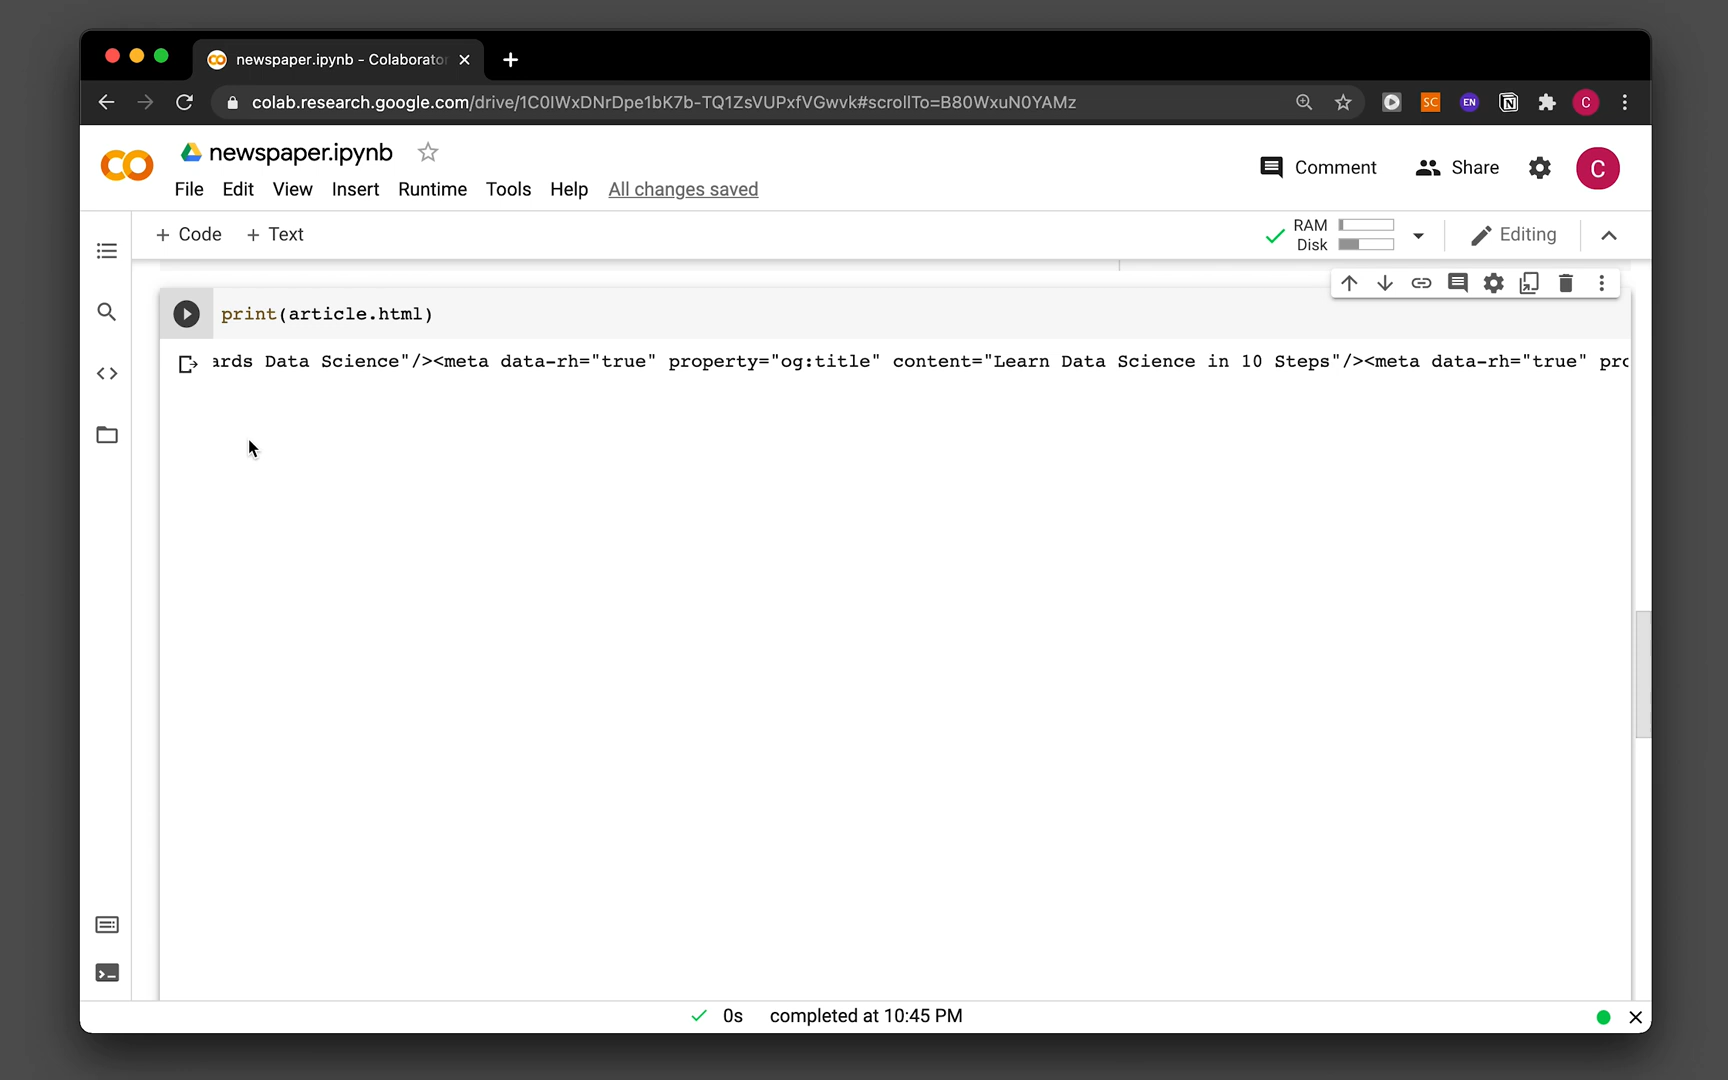 newspaper.ipynb - Colaborato
colab.research.google.com/drive/1C0IWxDNrDpe1bK7b-TQ1ZsVUPxfVGwvk#scrollTo=B80WxuN0YAMz
SC
EN
C
newspaper.ipynb
File Edit View Insert Runtime Tools Help All changes saved
Comment
Share
C
+ Code + Text
RAM
Disk
Editing
print(article.html)
ards Data Science"/><meta data-rh="true" property="og:title" content="Learn Data Science in 10 Steps"/><meta data-rh="true" pro
0s completed at 10:45 PM